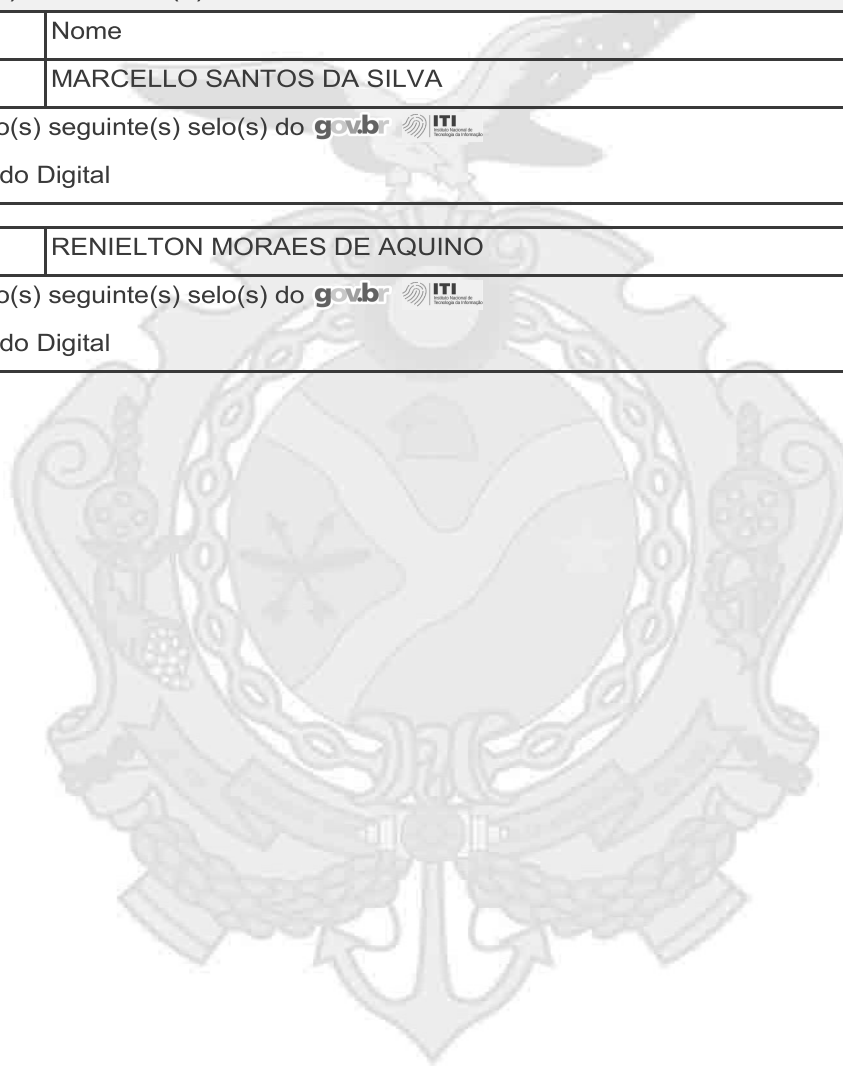 Nome
MARCELLO SANTOS DA SILVA
o(s) seguinte(s) selo(s) do gov.br ITI
do Digital
RENIELTON MORAES DE AQUINO
o(s) seguinte(s) selo(s) do gov.br ITI
do Digital